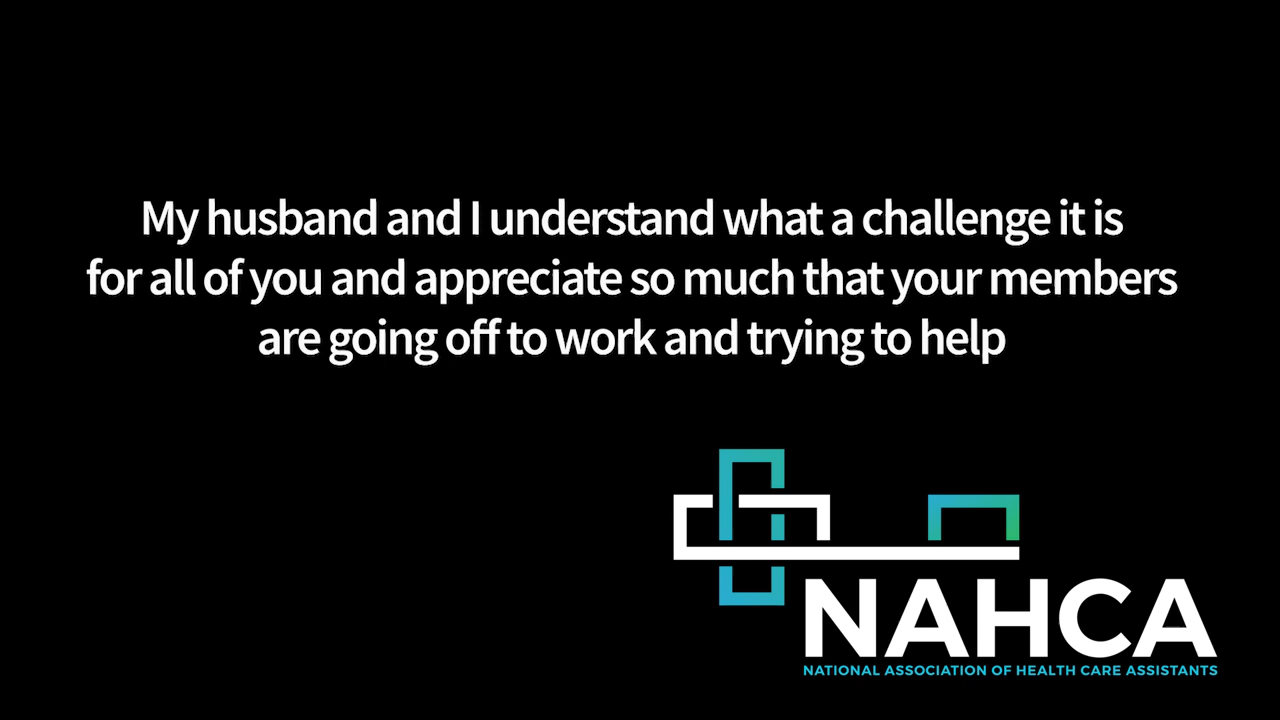 My husband and I understand what a challenge it is
for all of you and appreciate so much that your members
are going off to work and trying to help
NAHCA
NATIONAL ASSOCIATION OF HEALTH CARE ASSISTANTS